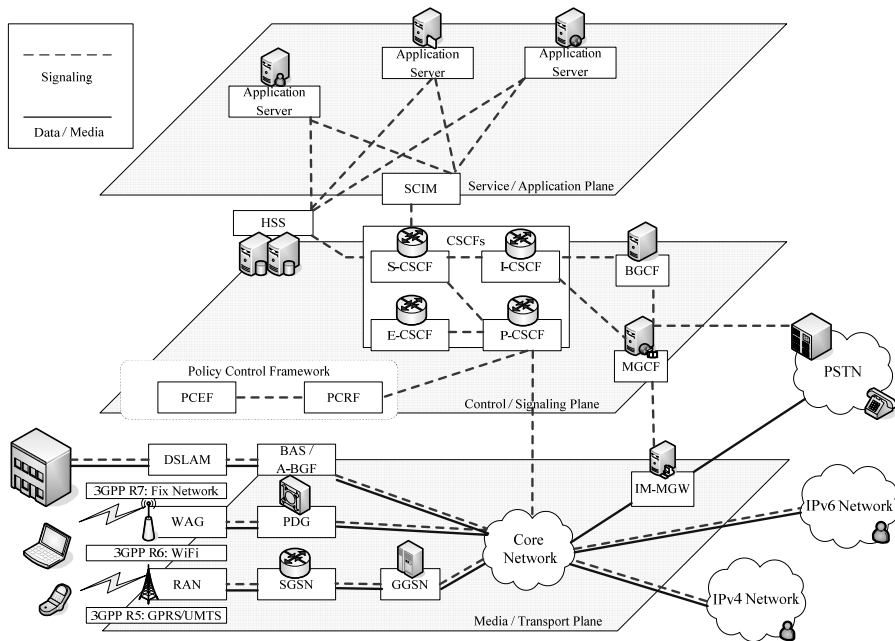 Signaling
Data / Media
Application
Server
Application
Server
Application
Server
SCIM
Service / Application Plane
HSS
CSCFs
S-CSCF
I-CSCF
BGCF
E-CSCF
P-CSCF
MGCF
PSTN
Policy Control Framework
PCEF
PCRF
Control / Signaling Plane
DSLAM
BAS /
A-BGF
IM-MGW
3GPP R7: Fix Network
WAG
PDG
Core
Network
IPv6 Network
3GPP R6: WiFi
RAN
SGSN
GGSN
IPv4 Network
3GPP R5: GPRS/UMTS
Media / Transport Plane